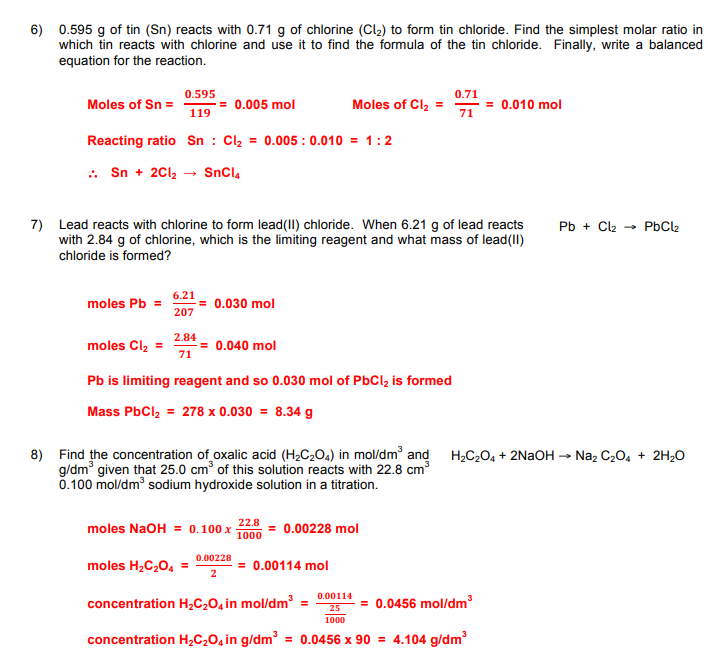 6) 0.595 g of tin (Sn) reacts with 0.71 g of chlorine (Cl₂) to form tin chloride. Find the simplest molar ratio in
which tin reacts with chlorine and use it to find the formula of the tin chloride. Finally, write a balanced
equation for the reaction.
Moles of Sn = 0.595/119 = 0.005 mol Moles of Cl₂ = 0.71/71 = 0.010 mol
Reacting ratio Sn : Cl₂ = 0.005 : 0.010 = 1 : 2
∴ Sn + 2Cl₂ → SnCl₄
7) Lead reacts with chlorine to form lead(II) chloride. When 6.21 g of lead reacts Pb + Cl₂ → PbCl₂
with 2.84 g of chlorine, which is the limiting reagent and what mass of lead(II)
chloride is formed?
moles Pb = 6.21/207 = 0.030 mol
moles Cl₂ = 2.84/71 = 0.040 mol
Pb is limiting reagent and so 0.030 mol of PbCl₂ is formed
Mass PbCl₂ = 278 x 0.030 = 8.34 g
8) Find the concentration of oxalic acid (H₂C₂O₄) in mol/dm³ and H₂C₂O₄ + 2NaOH → Na₂ C₂O₄ + 2H₂O
g/dm³ given that 25.0 cm³ of this solution reacts with 22.8 cm³
0.100 mol/dm³ sodium hydroxide solution in a titration.
moles NaOH = 0.100 x 22.8/1000 = 0.00228 mol
moles H₂C₂O₄ = 0.00228/2 = 0.00114 mol
concentration H₂C₂O₄ in mol/dm³ = 0.00114/(25/1000) = 0.0456 mol/dm³
concentration H₂C₂O₄ in g/dm³ = 0.0456 x 90 = 4.104 g/dm³